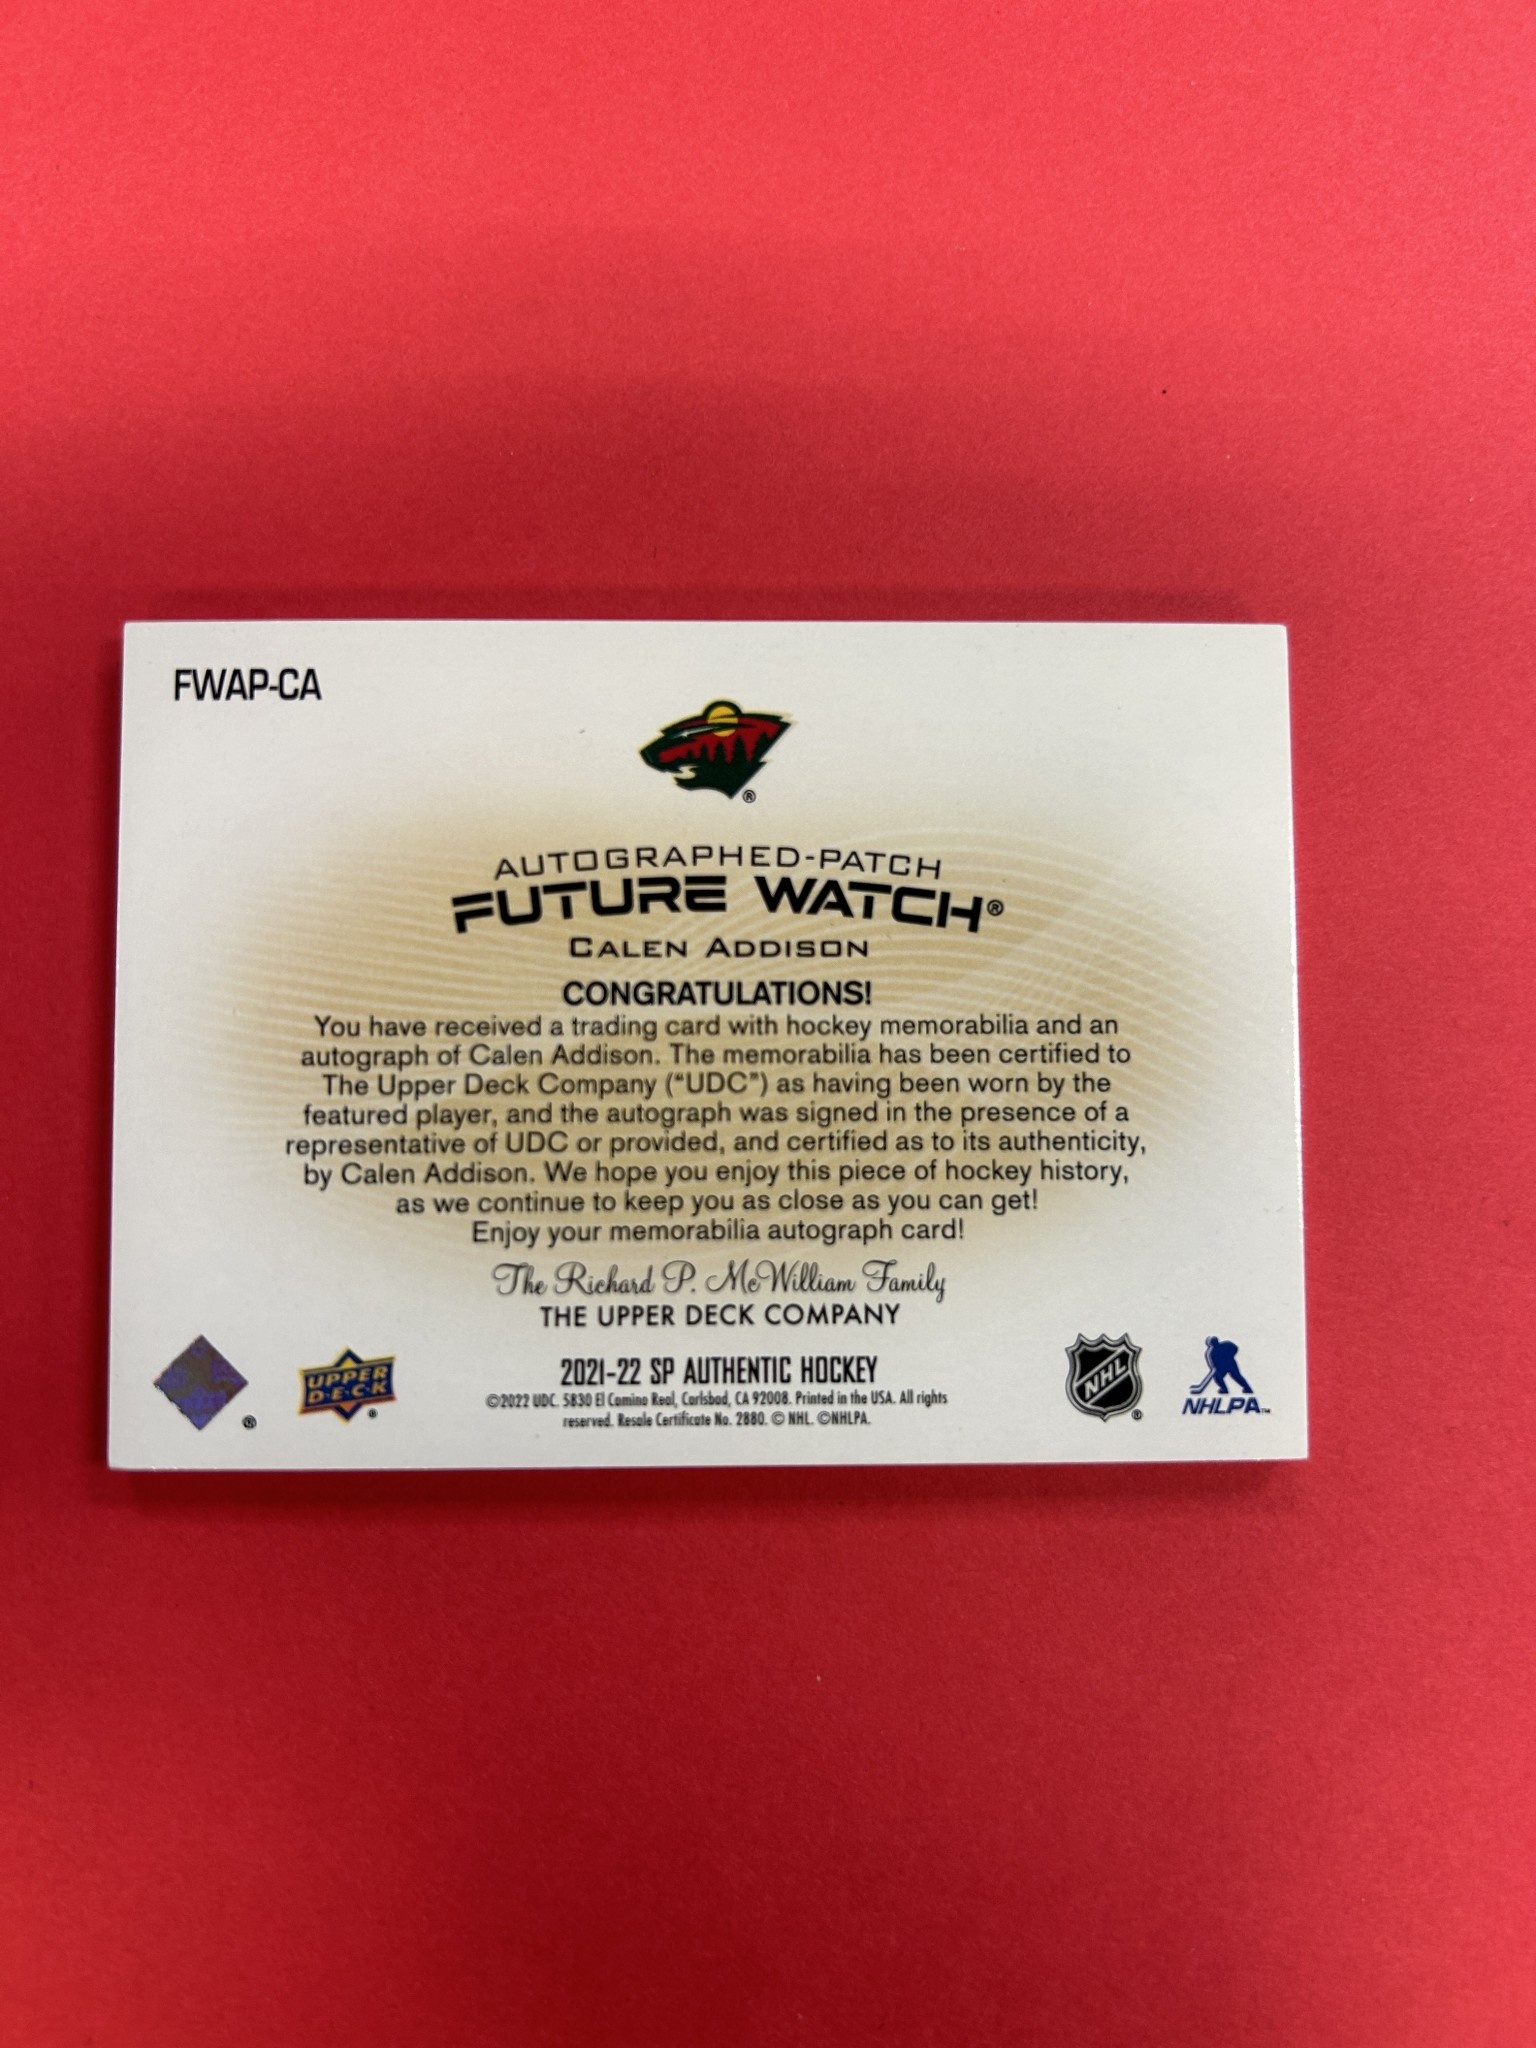 FWAP-CA
®
AUTOGRAPHED-PATCH
FUTURE WATCH®
CALEN ADDISON
CONGRATULATIONS!
You have received a trading card with hockey memorabilia and an
autograph of Calen Addison. The memorabilia has been certified to
The Upper Deck Company ("UDC") as having been worn by the
featured player, and the autograph was signed in the presence of a
representative of UDC or provided, and certified as to its authenticity,
by Calen Addison. We hope you enjoy this piece of hockey history,
as we continue to keep you as close as you can get!
Enjoy your memorabilia autograph card!
The Richard P. McWilliam Family
THE UPPER DECK COMPANY
®
UPPER
D•E•C•K
®
2021-22 SP AUTHENTIC HOCKEY
©2022 UDC. 5830 El Camino Real, Carlsbad, CA 92008. Printed in the USA. All rights
reserved. Resale Certificate No. 2880. © NHL. ©NHLPA.
NHL
®
NHLPA™